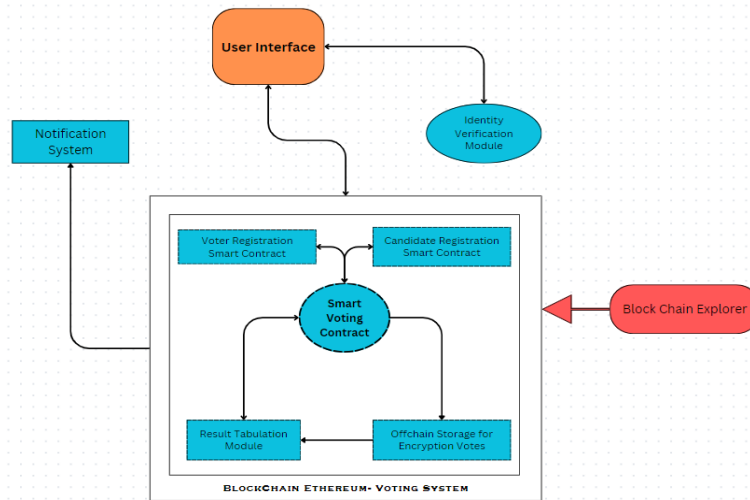 User Interface
Identity
Verification
Module
Notification
System
Voter Registration
Smart Contract
Candidate Registration
Smart Contract
Smart
Voting
Contract
Block Chain Explorer
Result Tabulation
Module
Offchain Storage for
Encryption Votes
BlockChain Ethereum- Voting System